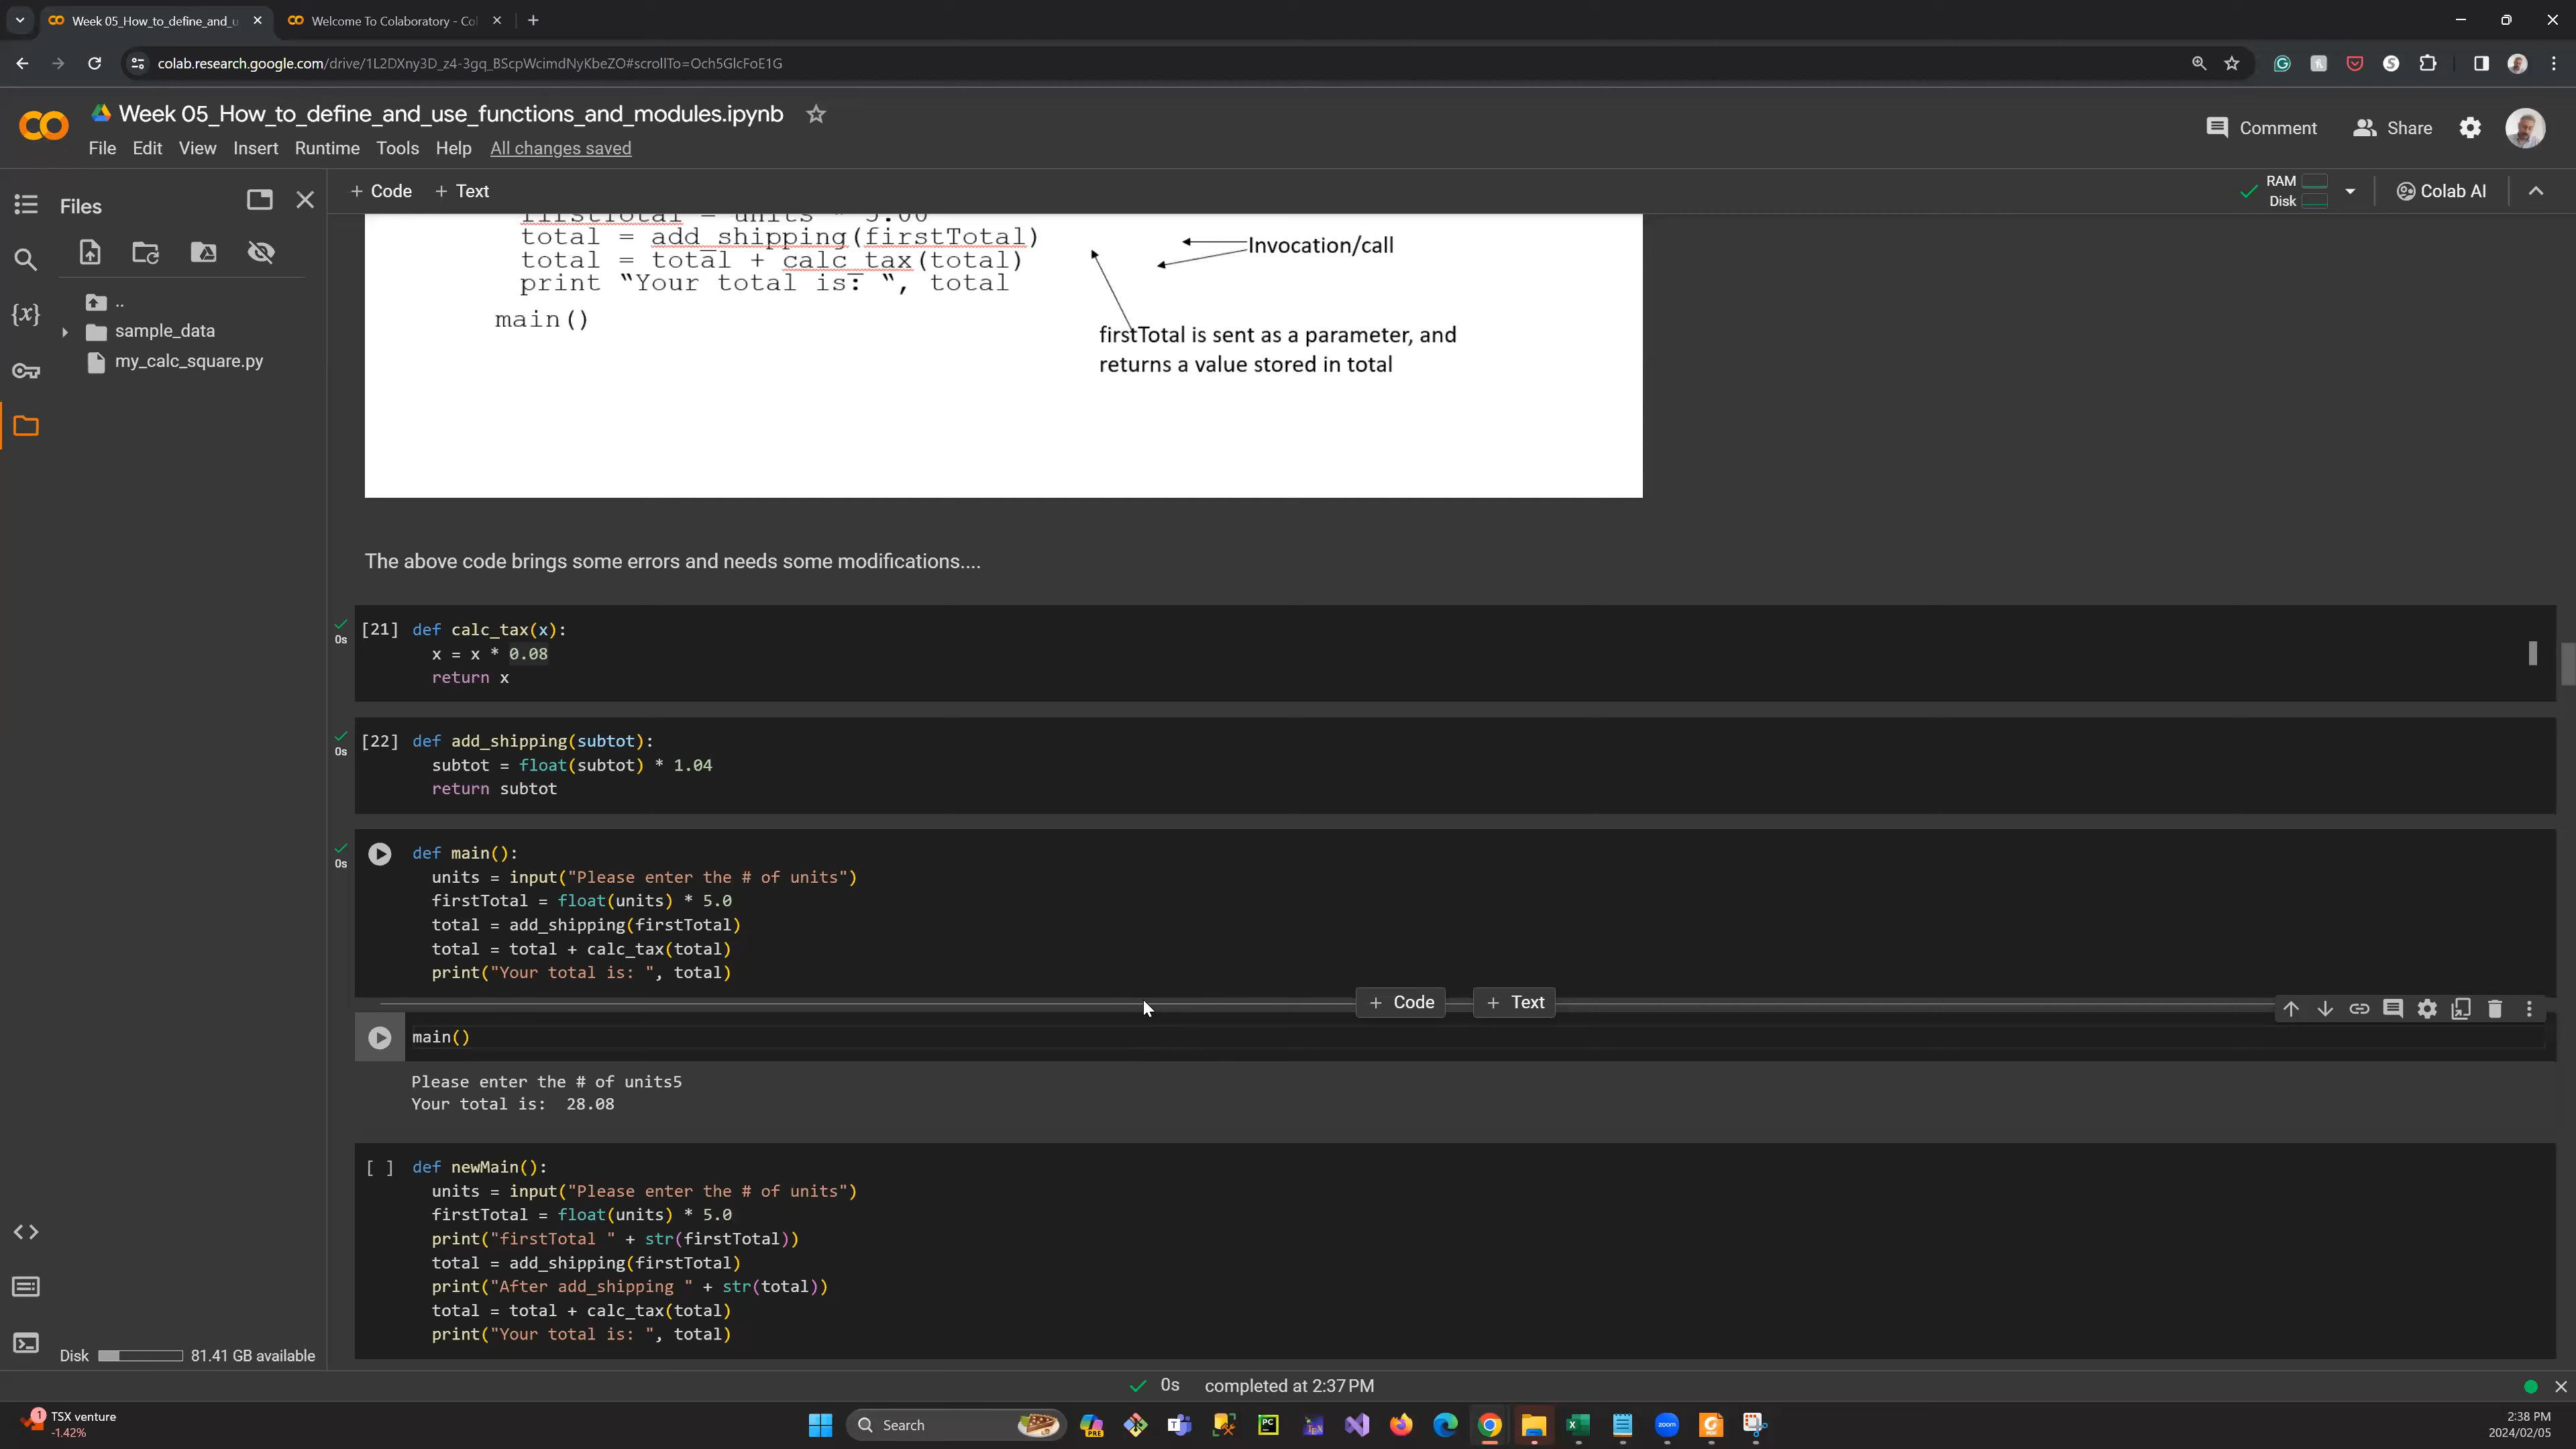 Week 05_How_to_define_and_u
Welcome To Colaboratory - Col
colab.research.google.com/drive/1L2DXny3D_z4-3gq_BScpWcimdNyKbeZO#scrollTo=Och5GlcFoE1G
Week 05_How_to_define_and_use_functions_and_modules.ipynb
Comment
Share
File Edit View Insert Runtime Tools Help All changes saved
Files
+ Code + Text
RAM
Disk
Colab AI
..
sample_data
my_calc_square.py
firstTotal = units * 5.00
total = add_shipping(firstTotal)
total = total + calc_tax(total)
print “Your total is: “, total
main()
Invocation/call
firstTotal is sent as a parameter, and
returns a value stored in total
The above code brings some errors and needs some modifications....
0s
[21] def calc_tax(x):
x = x * 0.08
return x
0s
[22] def add_shipping(subtot):
subtot = float(subtot) * 1.04
return subtot
0s
def main():
units = input("Please enter the # of units")
firstTotal = float(units) * 5.0
total = add_shipping(firstTotal)
total = total + calc_tax(total)
print("Your total is: ", total)
+ Code + Text
main()
Please enter the # of units5
Your total is:  28.08
[ ] def newMain():
units = input("Please enter the # of units")
firstTotal = float(units) * 5.0
print("firstTotal " + str(firstTotal))
total = add_shipping(firstTotal)
print("After add_shipping " + str(total))
total = total + calc_tax(total)
print("Your total is: ", total)
Disk 81.41 GB available
0s completed at 2:37 PM
1 TSX venture
-1.42%
Search
PRE
PC
zoom
2:38 PM
2024/02/05